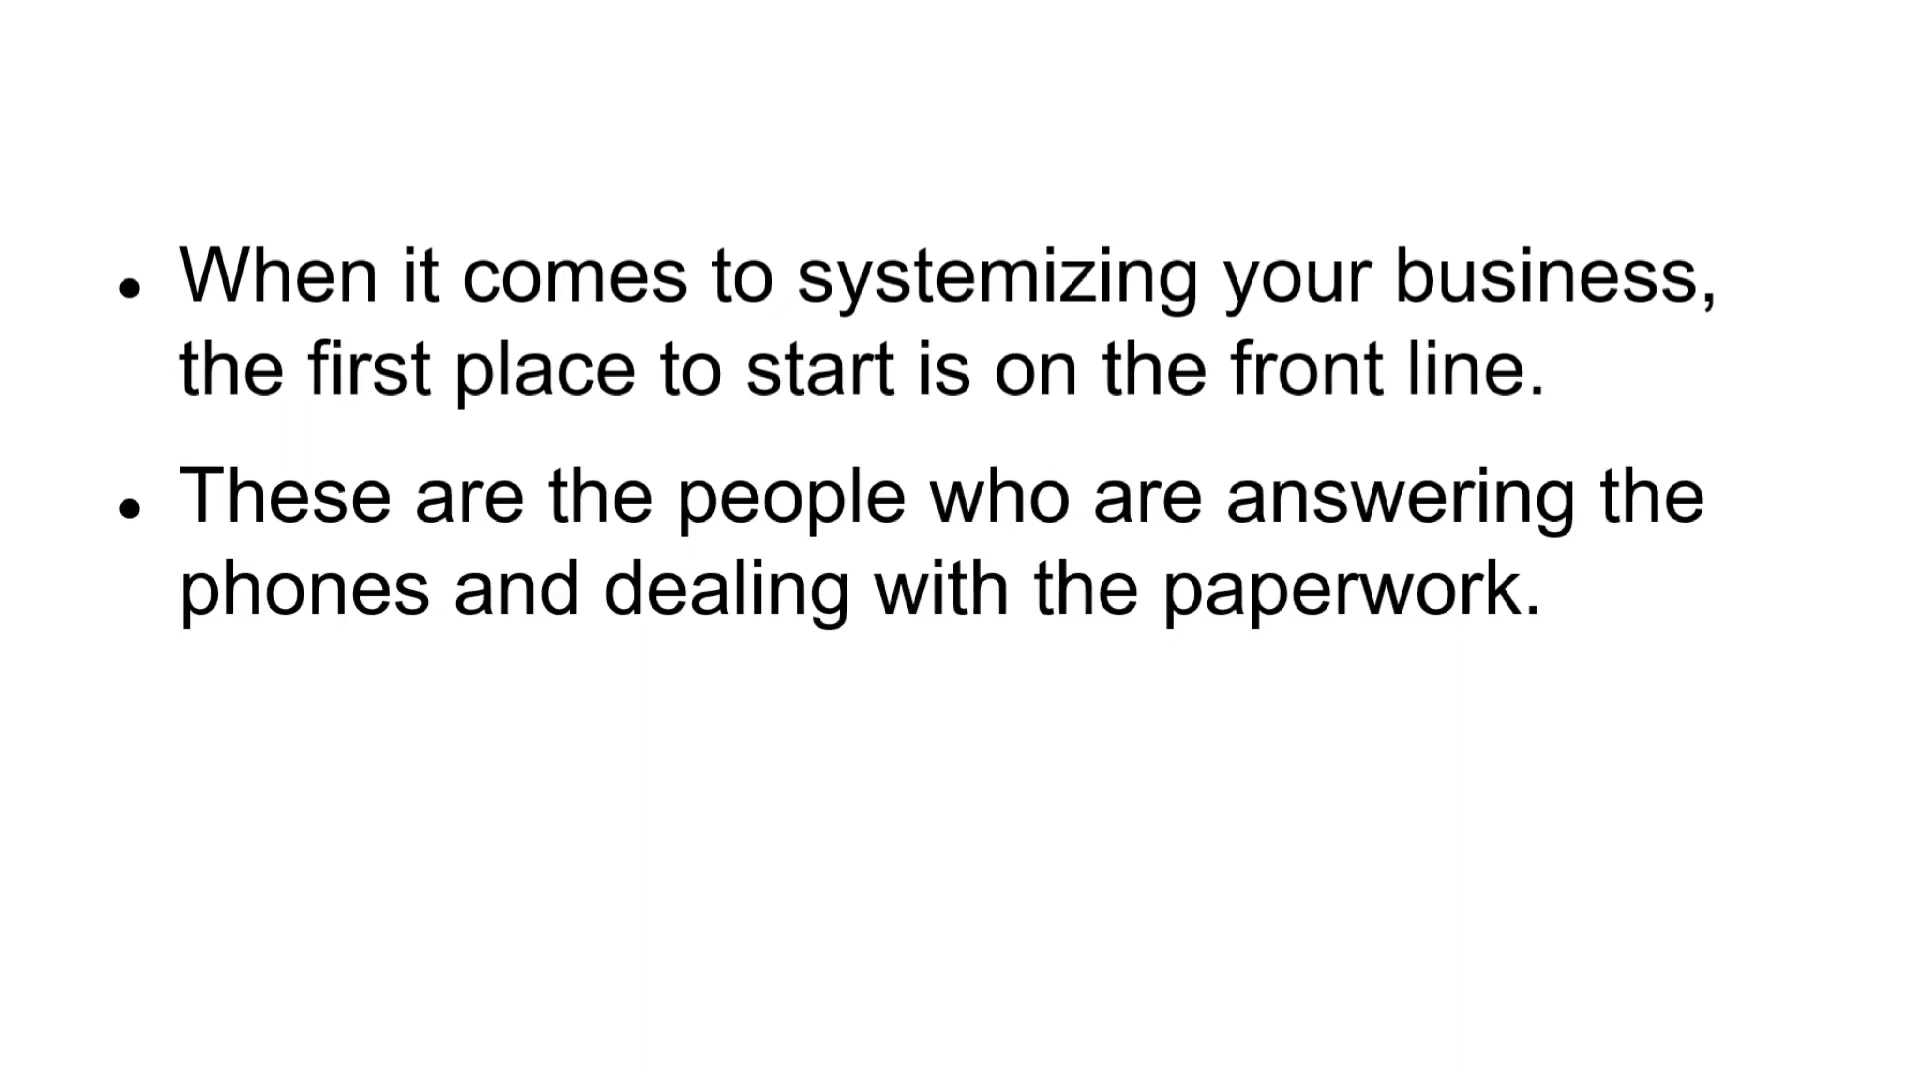 • When it comes to systemizing your business,
the first place to start is on the front line.
• These are the people who are answering the
phones and dealing with the paperwork.